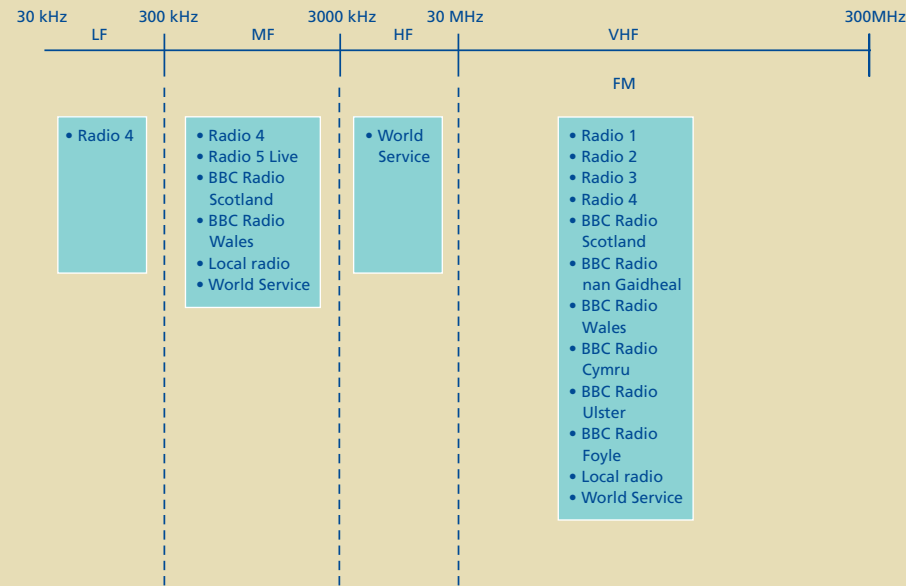 30 kHz 300 kHz 3000 kHz 30 MHz 300MHz
LF MF HF VHF
FM
• Radio 4
• Radio 4
• Radio 5 Live
• BBC Radio
Scotland
• BBC Radio
Wales
• Local radio
• World Service
• World
Service
• Radio 1
• Radio 2
• Radio 3
• Radio 4
• BBC Radio
Scotland
• BBC Radio
nan Gaidheal
• BBC Radio
Wales
• BBC Radio
Cymru
• BBC Radio
Ulster
• BBC Radio
Foyle
• Local radio
• World Service